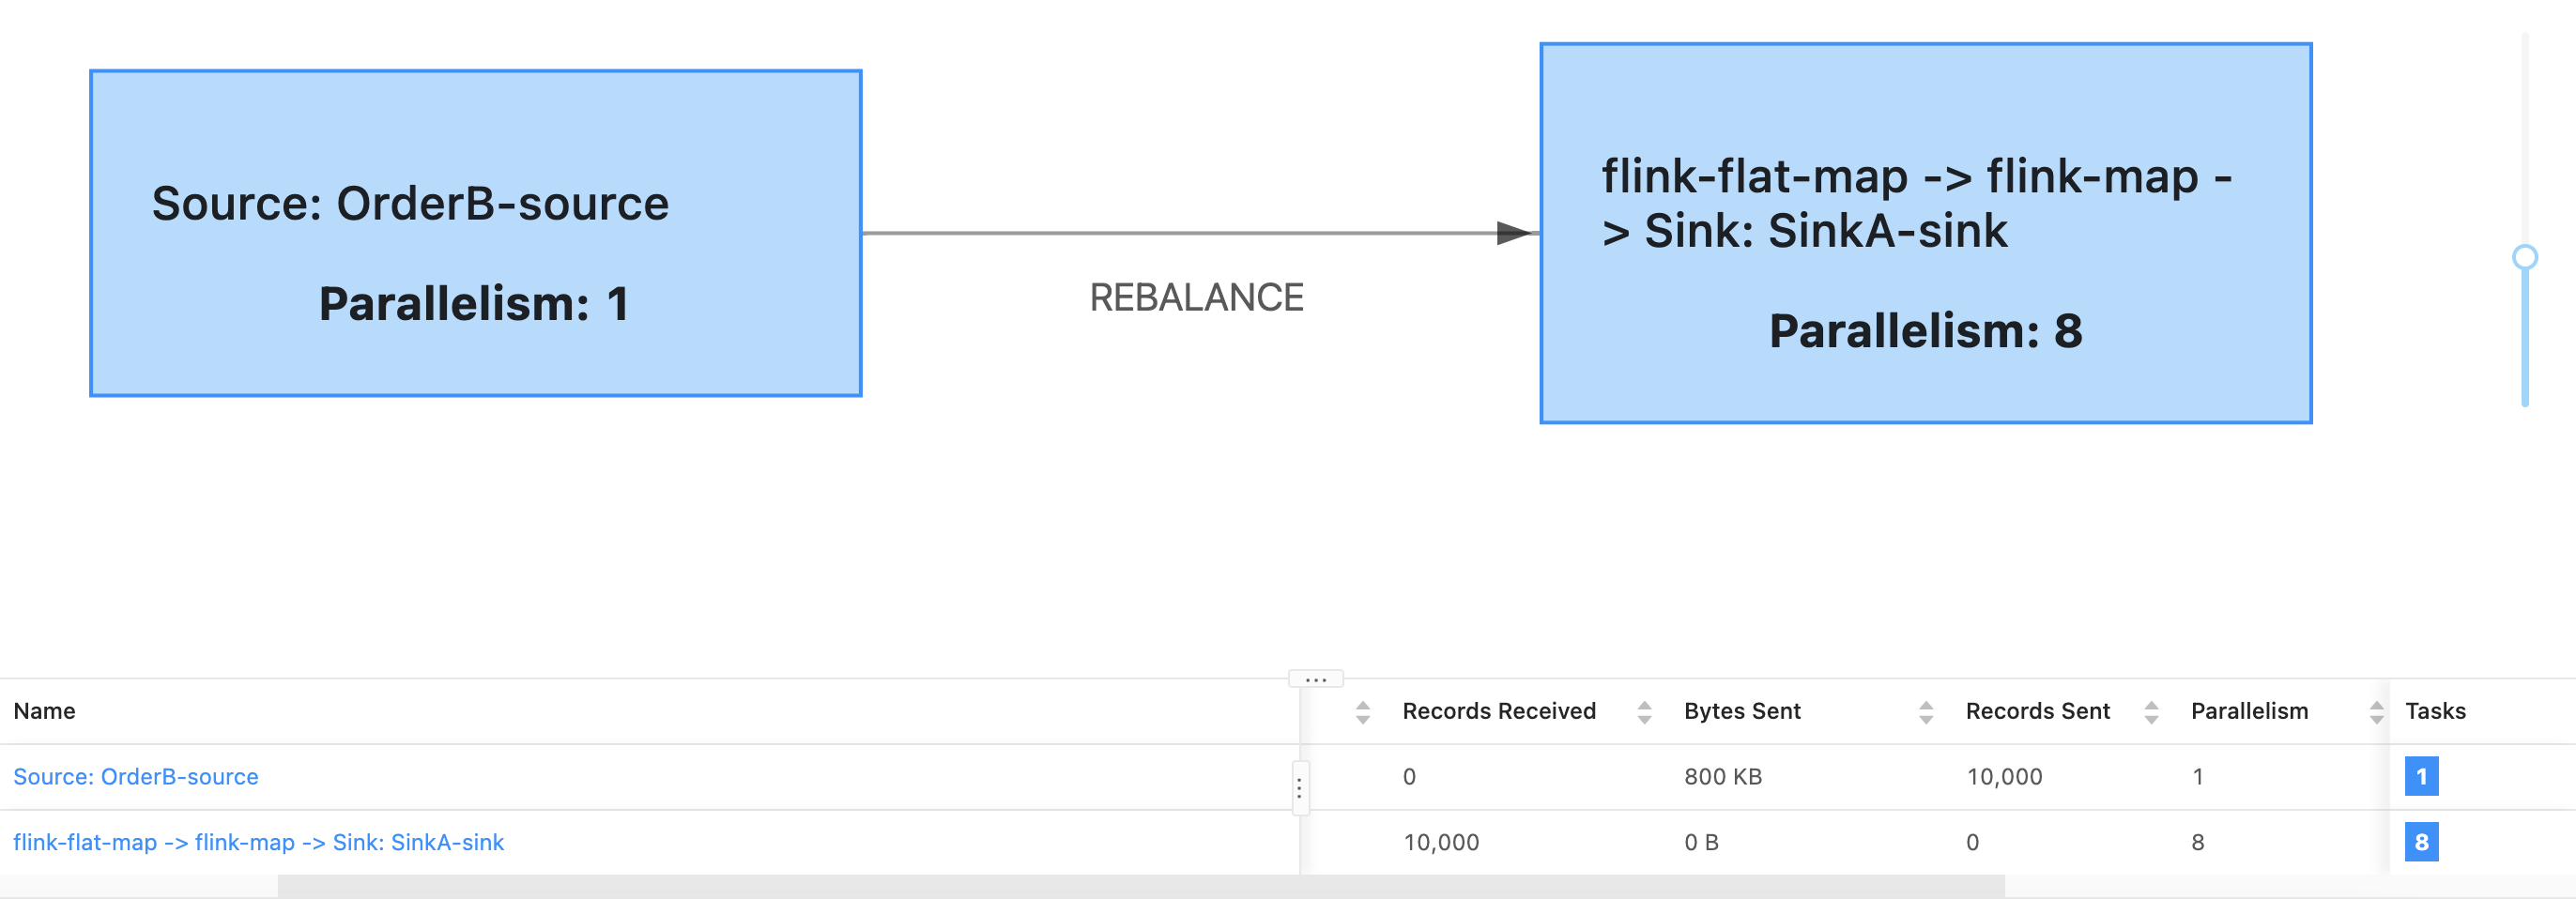 Source: OrderB-source
Parallelism: 1
REBALANCE
flink-flat-map -> flink-map -
> Sink: SinkA-sink
Parallelism: 8
Name Records Received Bytes Sent Records Sent Parallelism Tasks
Source: OrderB-source 0 800 KB 10,000 1 1
flink-flat-map -> flink-map -> Sink: SinkA-sink 10,000 0 B 0 8 8